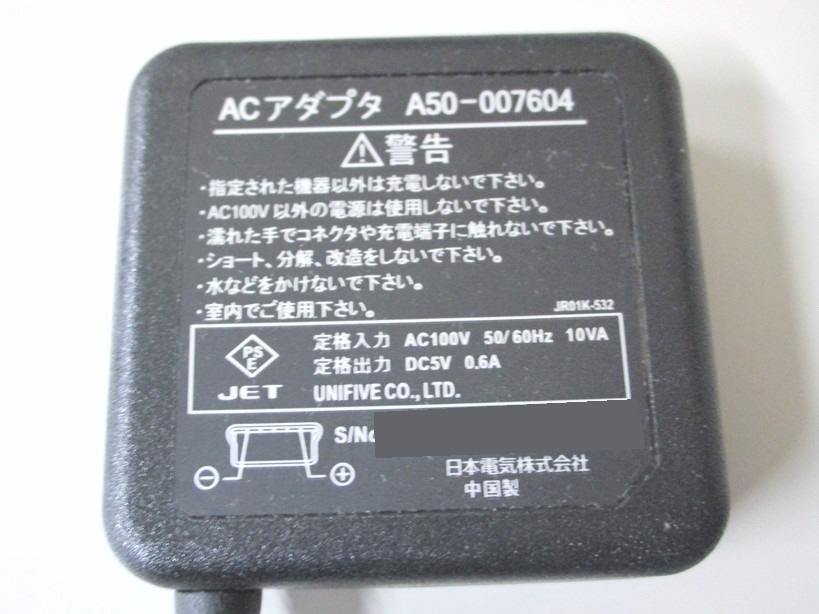 ACアダプタ A50-007604
警告
・指定された機器以外は充電しないで下さい。
・AC100V以外の電源は使用しないで下さい。
・濡れた手でコネクタや充電端子に触れないで下さい。
・ショート、分解、改造をしないで下さい。
・水などをかけないで下さい。
・室内でご使用下さい。
JR01K-532
PSE
JET
定格入力 AC100V 50/60Hz 10VA
定格出力 DC5V 0.6A
UNIFIVE CO.,LTD.
S/No
⊖ ⊕
日本電気株式会社
中国製